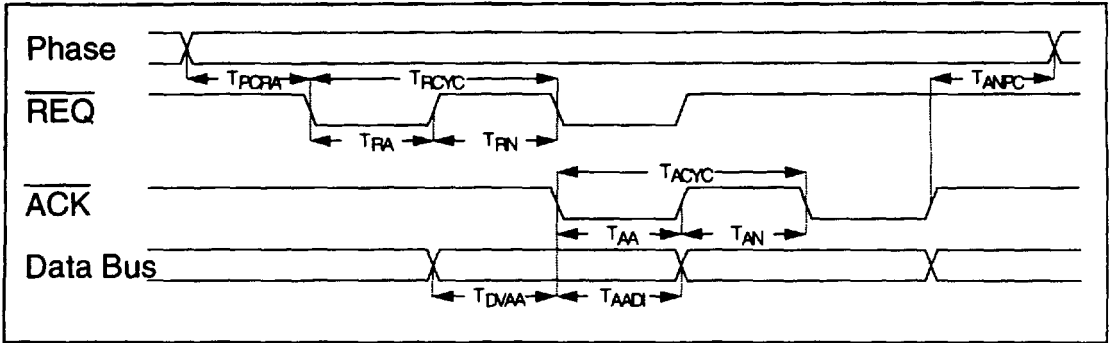 Phase
TPCRA TRCYC TANPC
REQ
TRA TRN
TACYC
ACK
TAA TAN
Data Bus
TDVAA TAADI